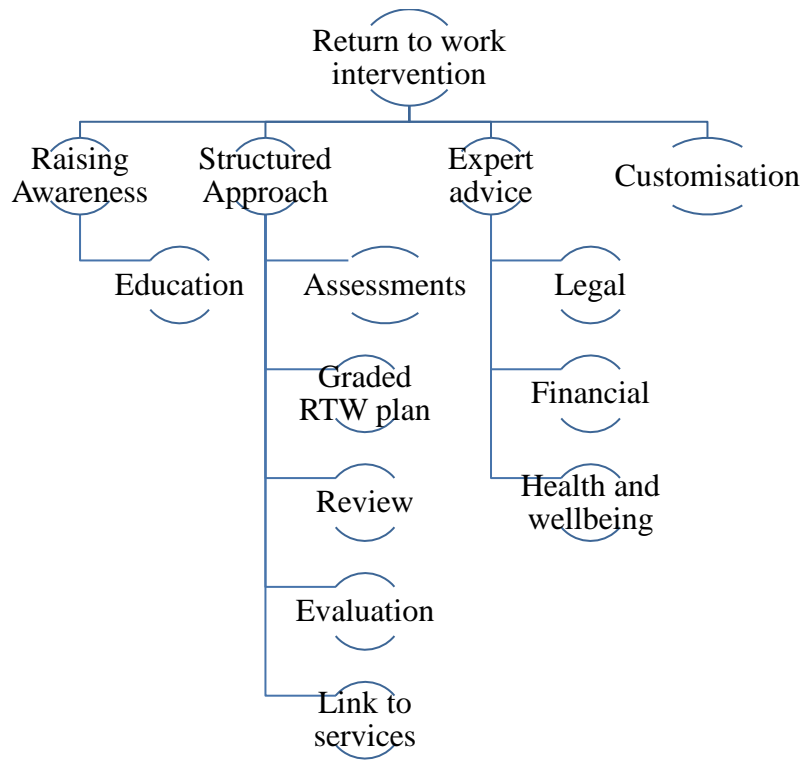 Return to work
intervention
Raising
Awareness
Structured
Approach
Expert
advice
Customisation
Education
Assessments
Legal
Graded
RTW plan
Financial
Review
Health and
wellbeing
Evaluation
Link to
services